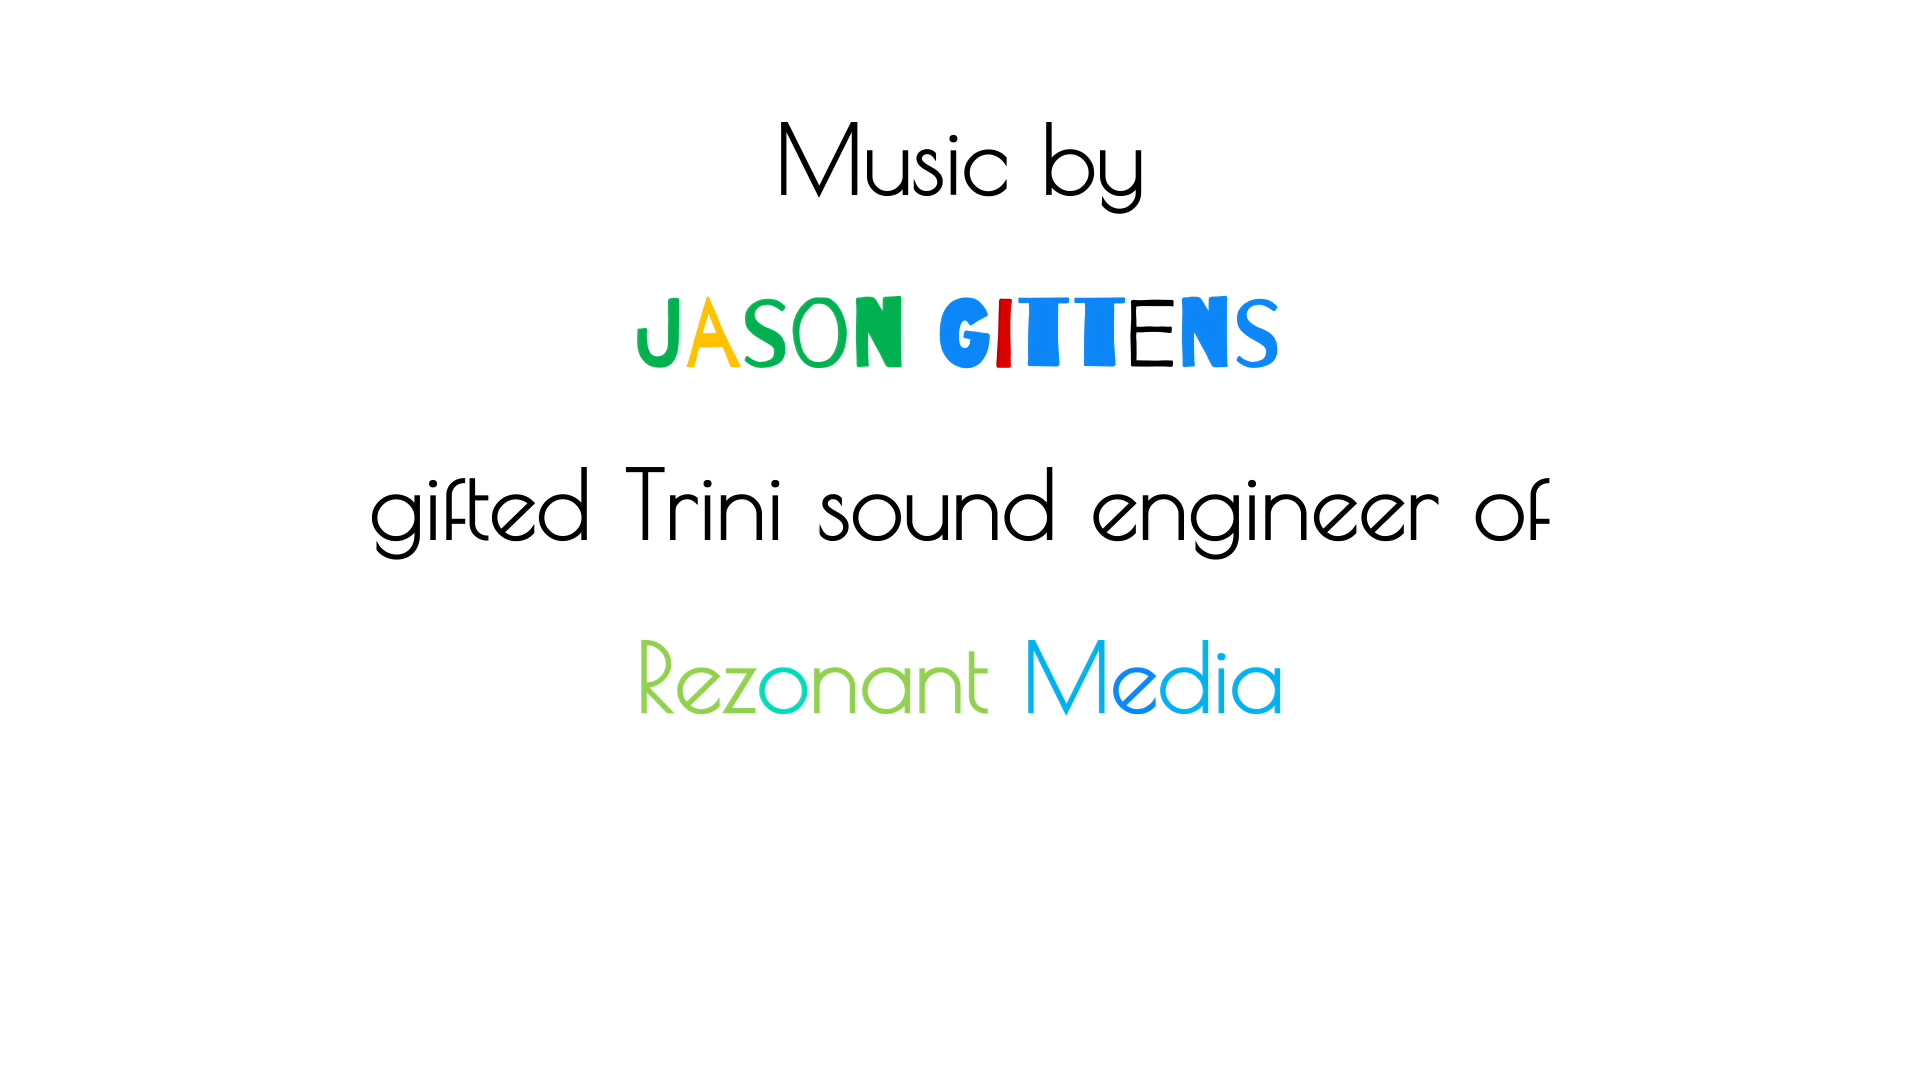 Music by
JASON GITTENS
gifted Trini sound engineer of
Rezonant Media